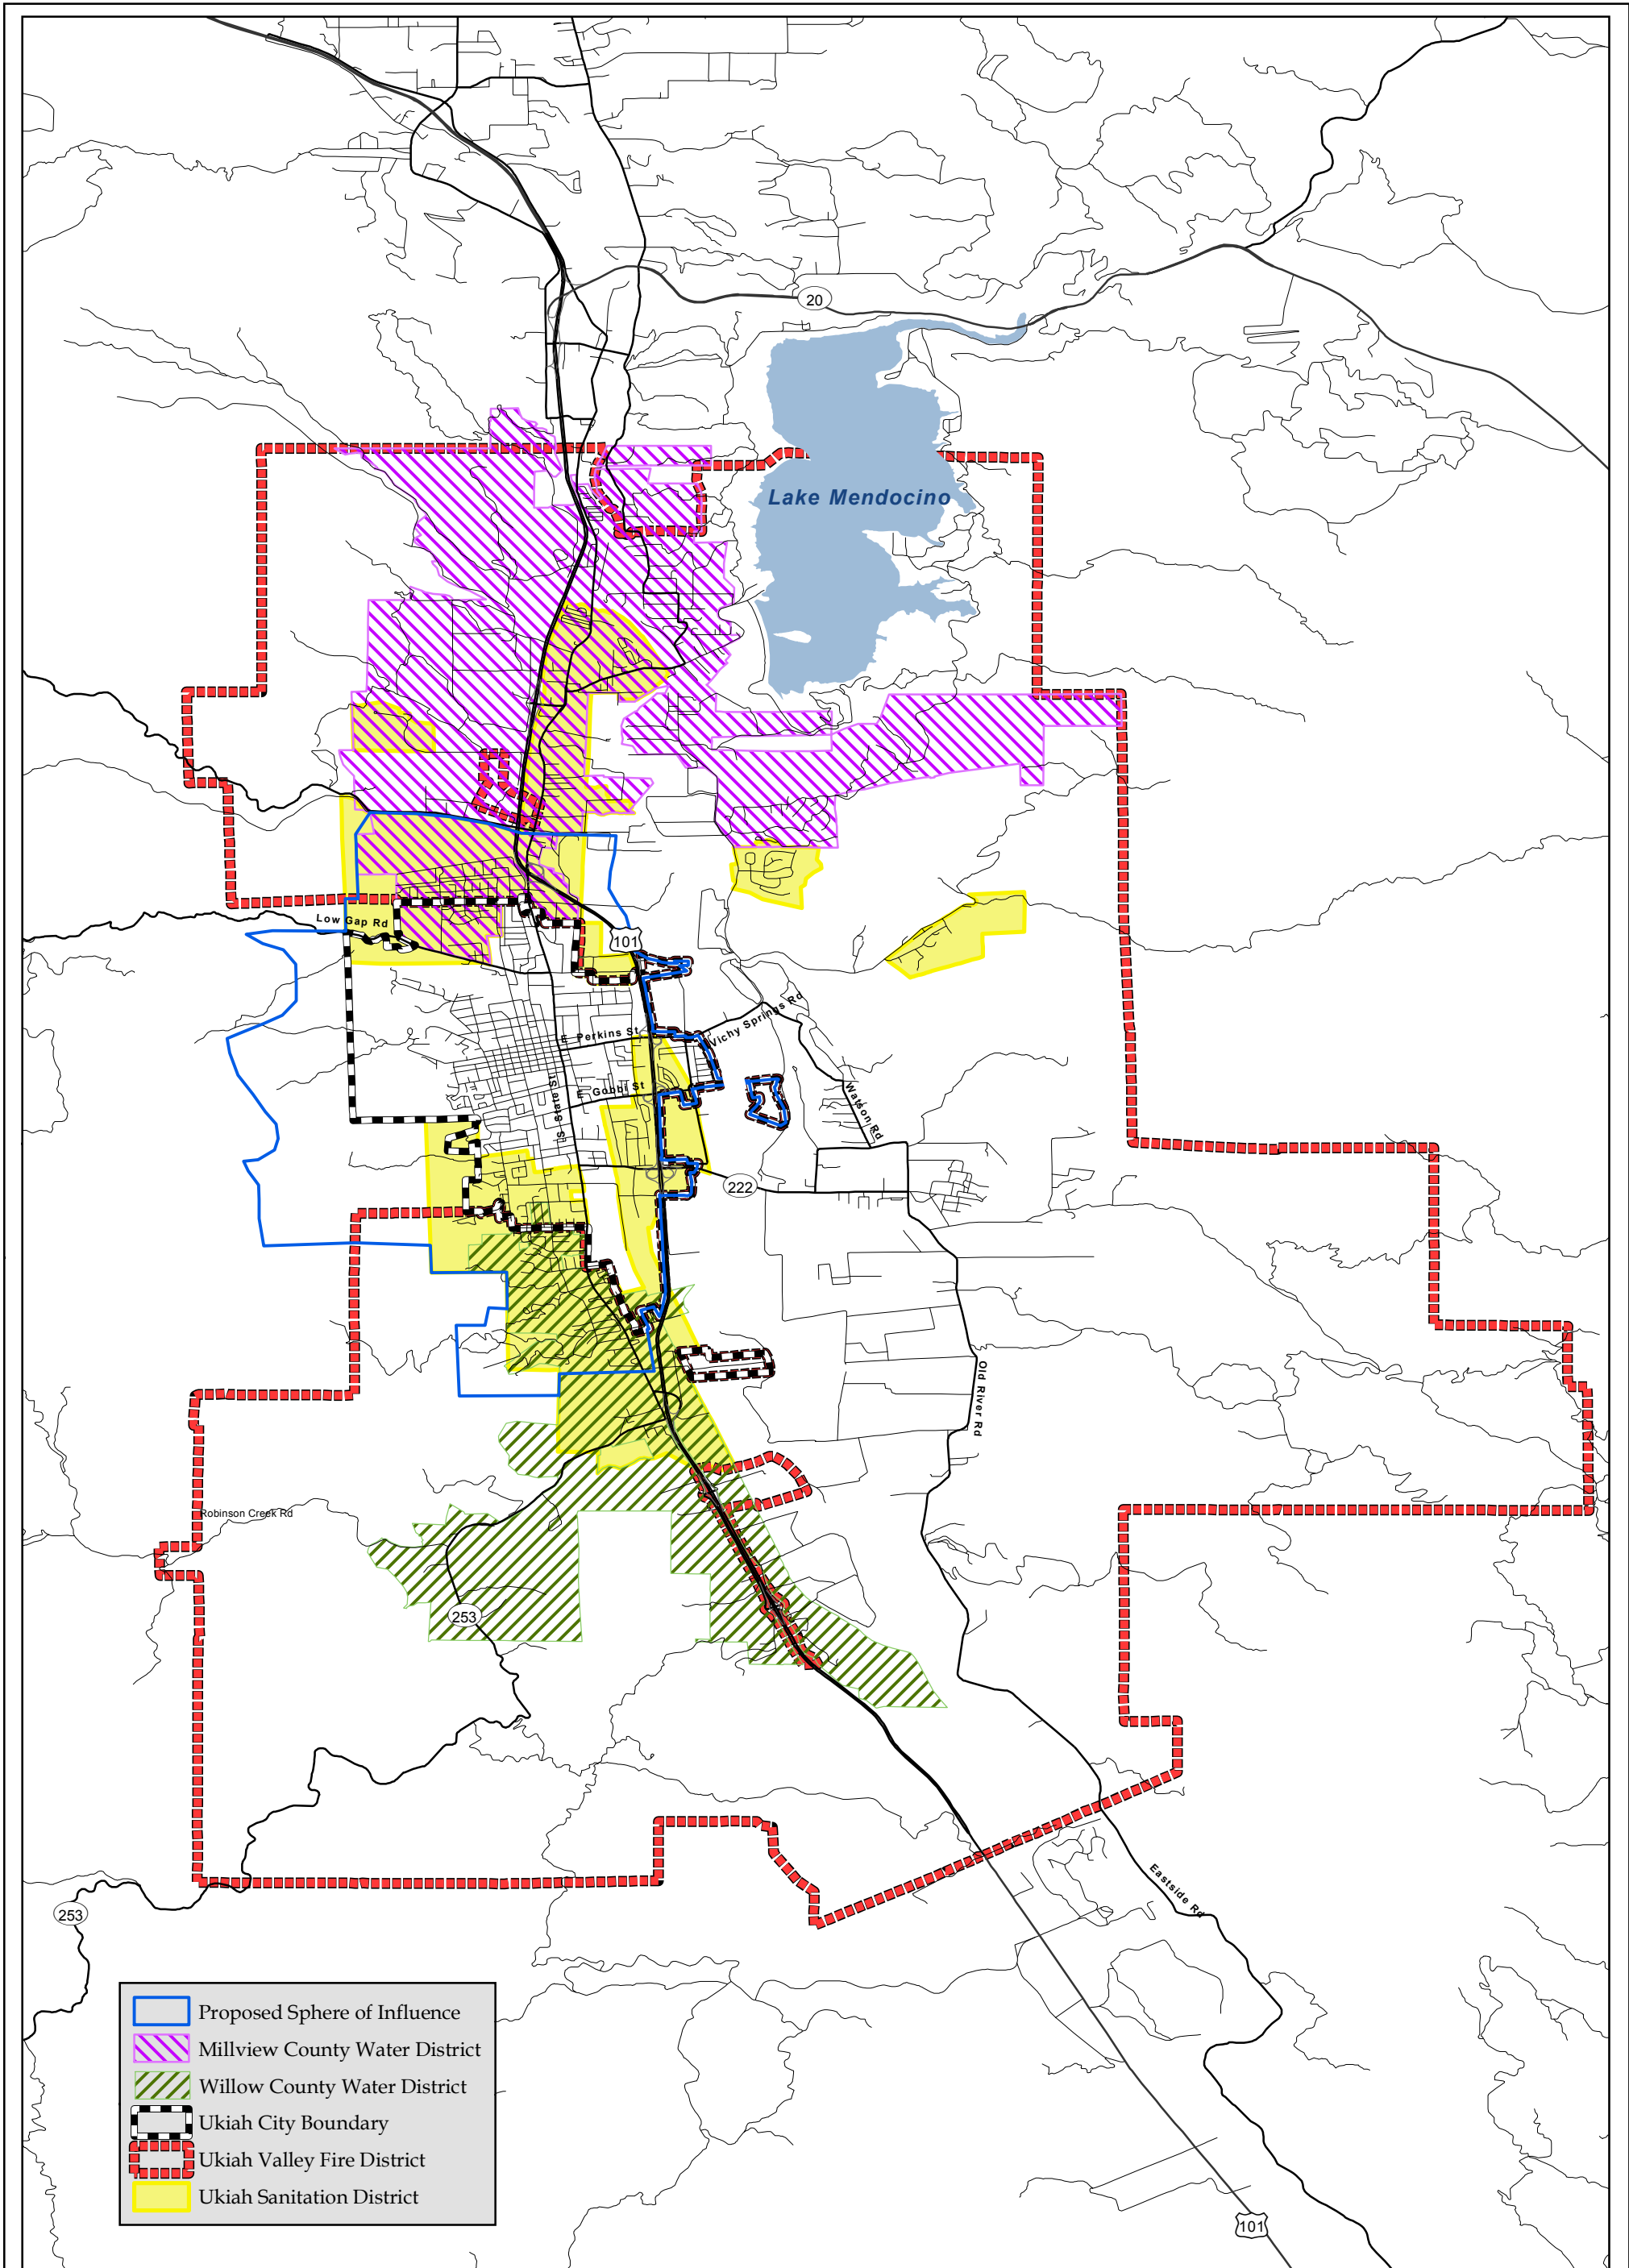 20
Lake Mendocino
Low Gap Rd
101
E Perkins St
Vichy Springs Rd
E Gobbi St
S State St
Watson Rd
222
Old River Rd
Robinson Creek Rd
253
Eastside Rd
253
Proposed Sphere of Influence
Millview County Water District
Willow County Water District
Ukiah City Boundary
Ukiah Valley Fire District
Ukiah Sanitation District
101